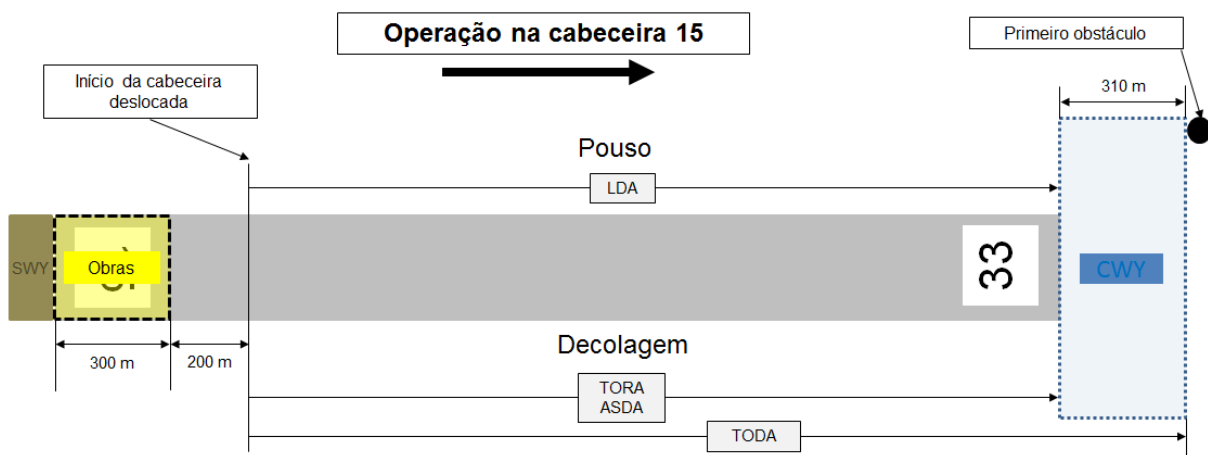 Operação na cabeceira 15
Primeiro obstáculo
Início da cabeceira
deslocada
310 m
Pouso
LDA
SWY
Obras
33
CWY
300 m
200 m
Decolagem
TORA
ASDA
TODA